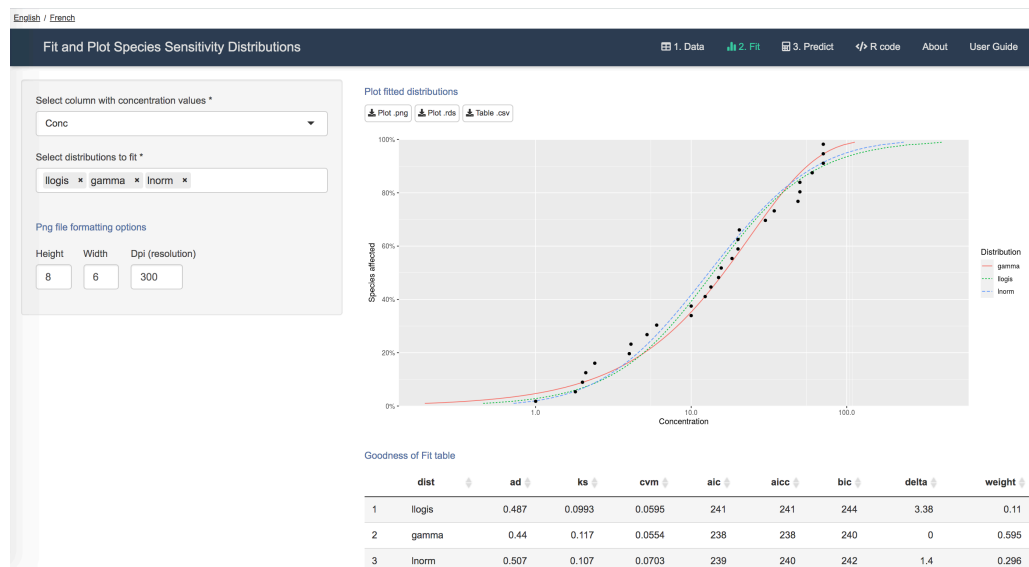 English / French
Fit and Plot Species Sensitivity Distributions
1. Data
2. Fit
3. Predict
</> R code
About
User Guide
Select column with concentration values *
Conc
Select distributions to fit *
llogis × gamma × lnorm ×
Png file formatting options
Height Width Dpi (resolution)
8 6 300
Plot fitted distributions
Plot .png Plot .rds Table .csv
100%
80%
60%
40%
20%
0%
Species affected
1.0 10.0 100.0
Concentration
Distribution
gamma
llogis
lnorm
Goodness of Fit table
dist ad ks cvm aic aicc bic delta weight
1 llogis 0.487 0.0993 0.0595 241 241 244 3.38 0.11
2 gamma 0.44 0.117 0.0554 238 238 240 0 0.595
3 lnorm 0.507 0.107 0.0703 239 240 242 1.4 0.296